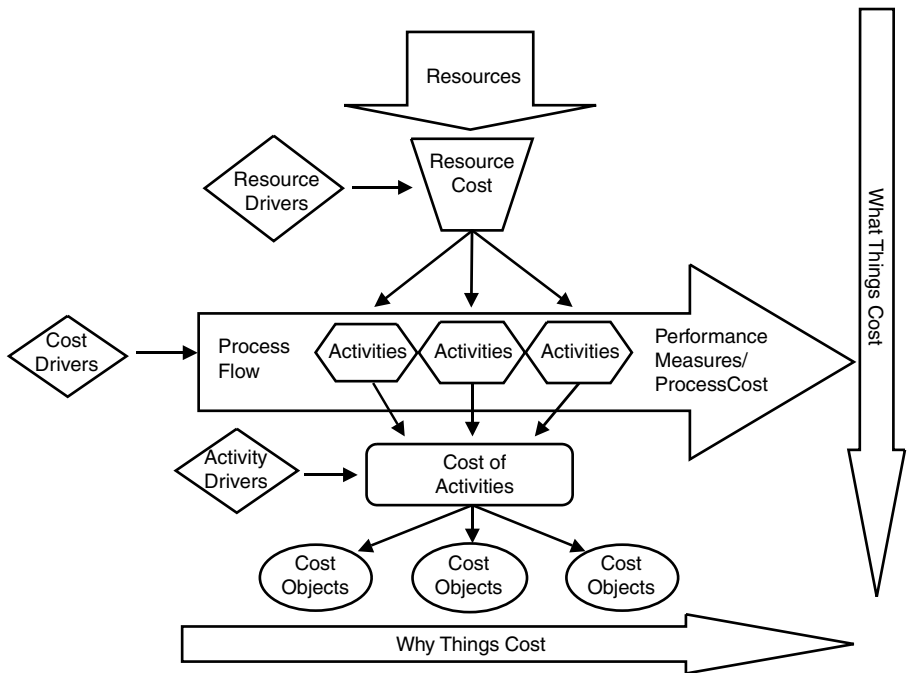 Resources
Resource
Cost
Resource
Drivers
What Things Cost
Cost
Drivers
Process
Flow
Activities
Activities
Activities
Performance
Measures/
ProcessCost
Activity
Drivers
Cost of
Activities
Cost
Objects
Cost
Objects
Cost
Objects
Why Things Cost